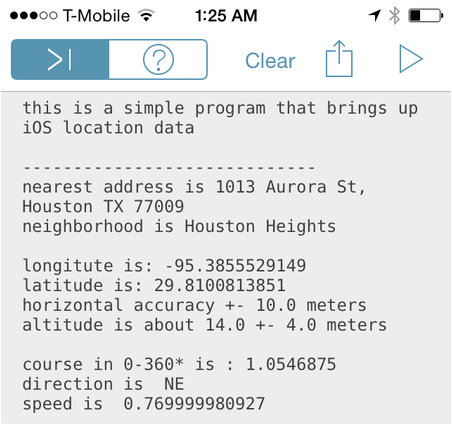 T-Mobile 1:25 AM
>| ? Clear
this is a simple program that brings up
iOS location data
-----------------------------
nearest address is 1013 Aurora St,
Houston TX 77009
neighborhood is Houston Heights
longitute is: -95.3855529149
latitude is: 29.8100813851
horizontal accuracy +- 10.0 meters
altitude is about 14.0 +- 4.0 meters
course in 0-360* is : 1.0546875
direction is  NE
speed is  0.769999980927